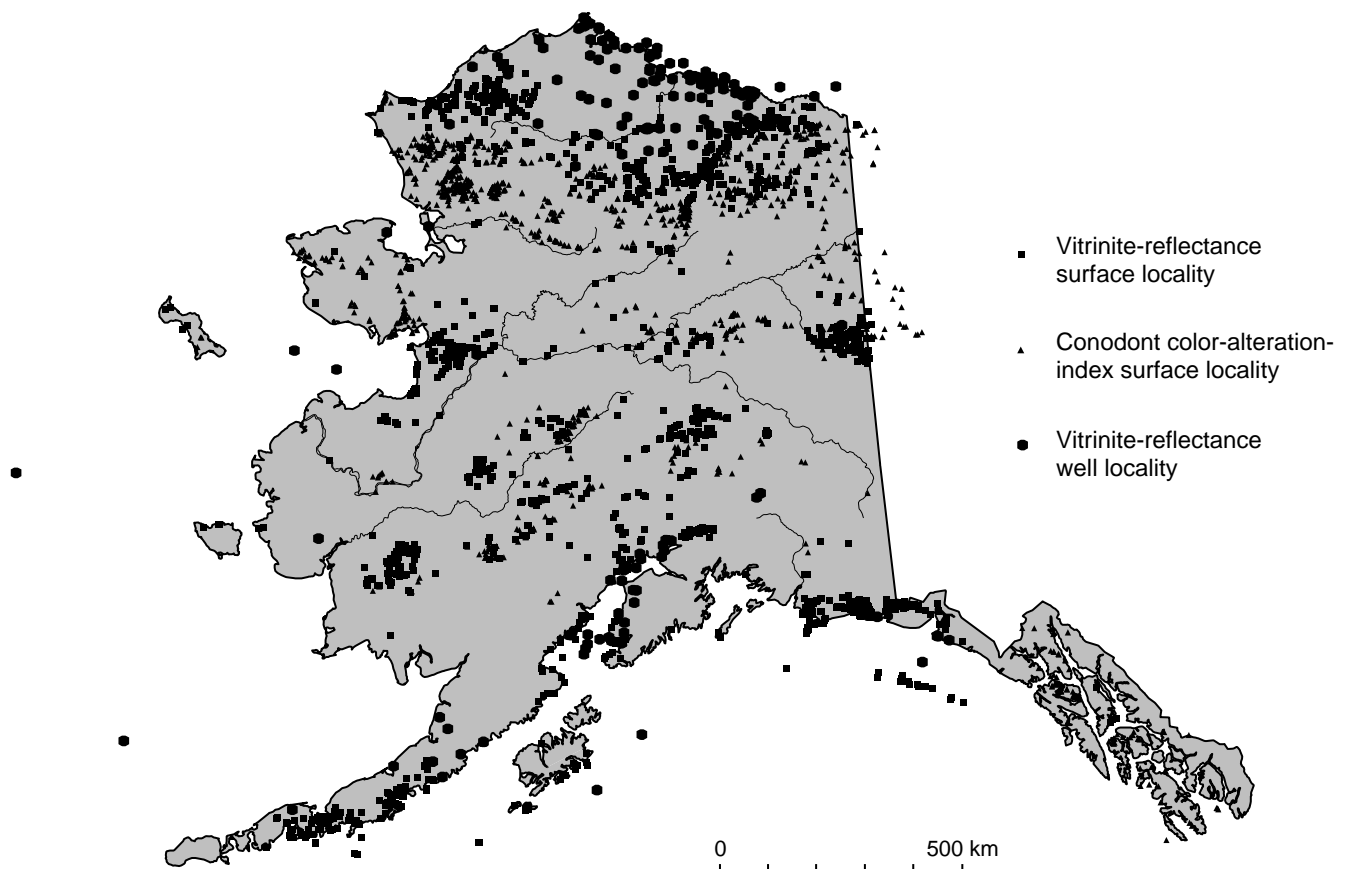 Vitrinite-reflectance
surface locality
Conodont color-alteration-
index surface locality
Vitrinite-reflectance
well locality
0 500 km